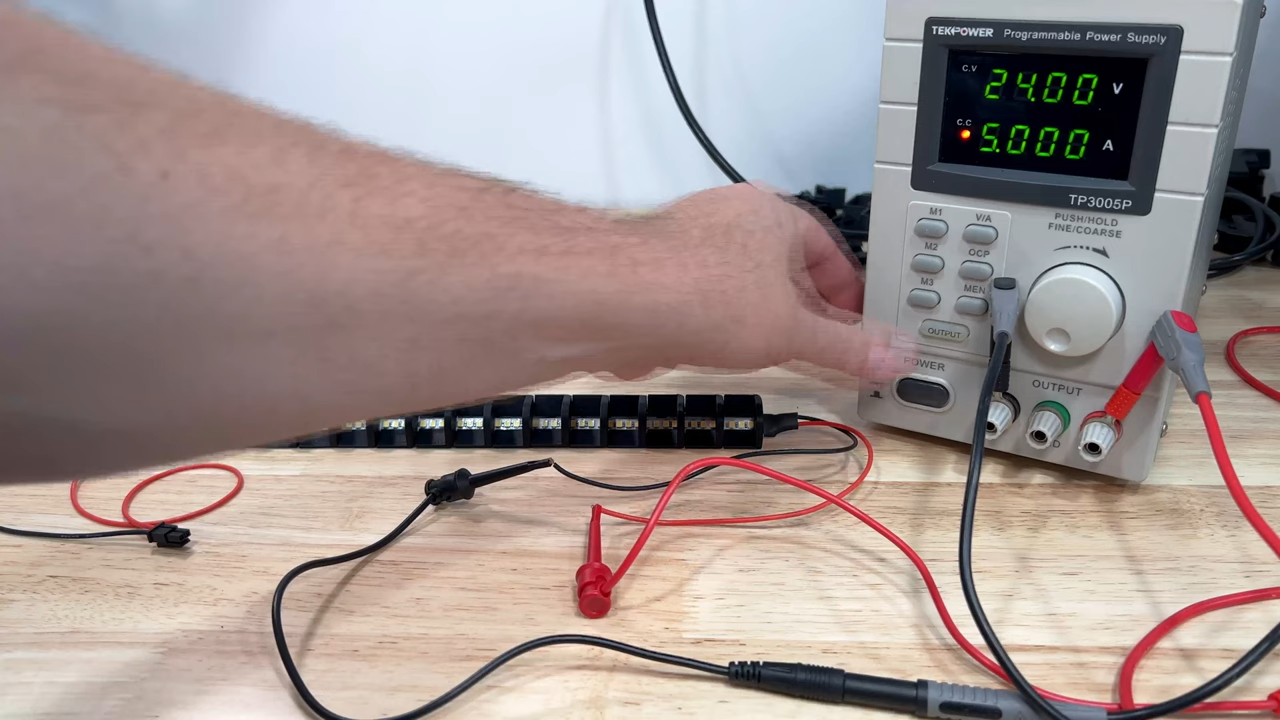 TEKPOWER Programmable Power Supply
C.V 24.00 V
C.C 5.000 A
TP3005P
PUSH/HOLD
FINE/COARSE
M1 V/A
M2 OCP
M3 MEN
OUTPUT
POWER
OUTPUT